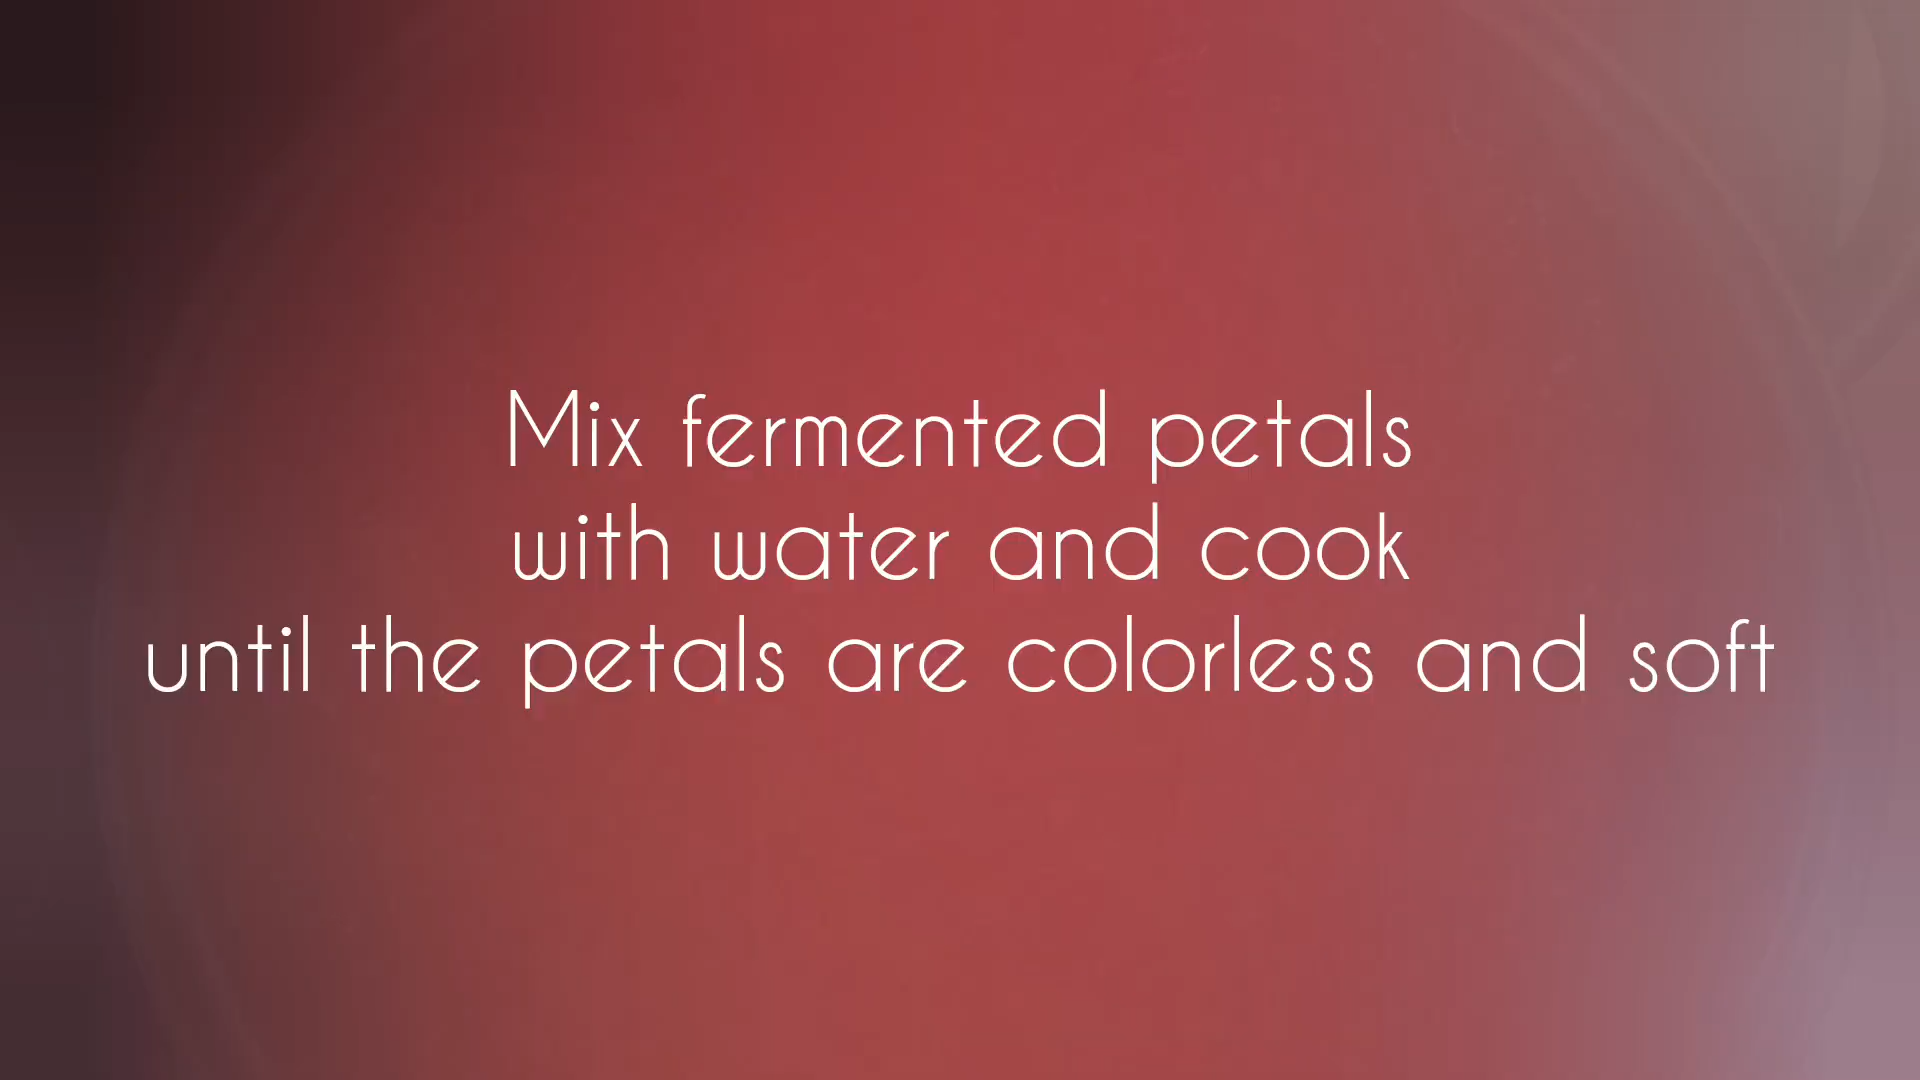 Mix fermented petals
with water and cook
until the petals are colorless and soft